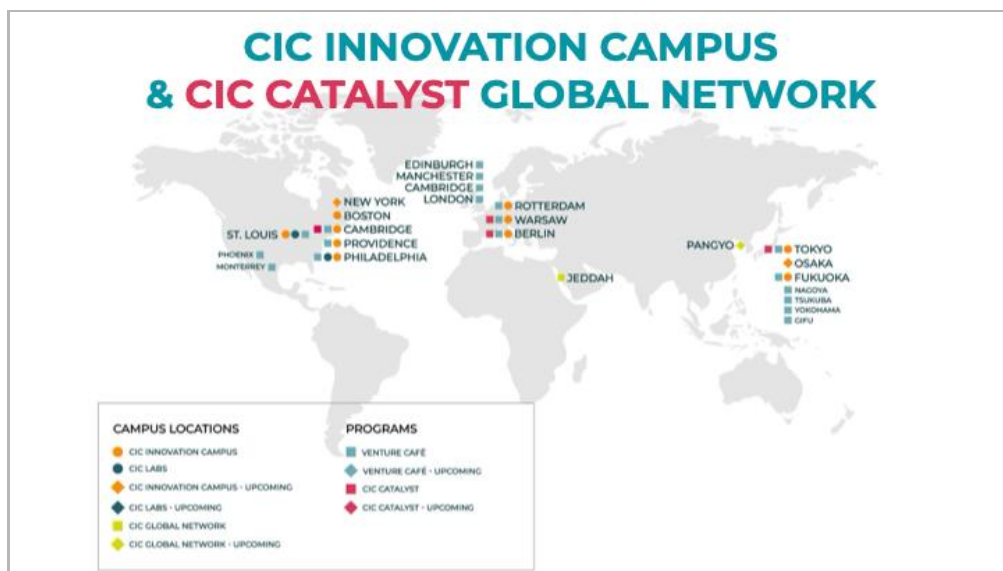 CIC INNOVATION CAMPUS
& CIC CATALYST GLOBAL NETWORK
EDINBURGH
MANCHESTER
CAMBRIDGE
LONDON
NEW YORK
BOSTON
CAMBRIDGE
PROVIDENCE
PHILADELPHIA
ST. LOUIS
PHOENIX
MONTERREY
ROTTERDAM
WARSAW
BERLIN
JEDDAH
PANGYO
TOKYO
OSAKA
FUKUOKA
NAGOYA
TSUKUBA
YOKOHAMA
GIFU
CAMPUS LOCATIONS
CIC INNOVATION CAMPUS
CIC LABS
CIC INNOVATION CAMPUS - UPCOMING
CIC LABS - UPCOMING
CIC GLOBAL NETWORK
CIC GLOBAL NETWORK - UPCOMING
PROGRAMS
VENTURE CAFÉ
VENTURE CAFÉ - UPCOMING
CIC CATALYST
CIC CATALYST - UPCOMING